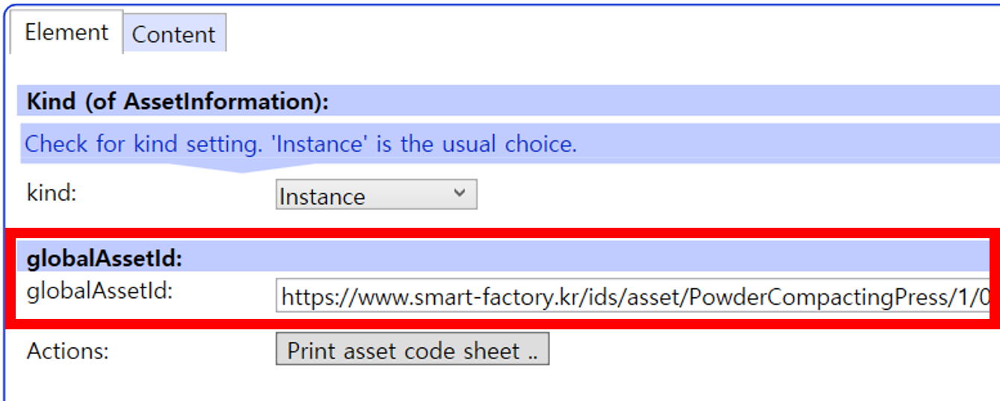 Element
Content
Kind (of AssetInformation):
Check for kind setting. 'Instance' is the usual choice.
kind:
Instance
globalAssetId:
globalAssetId:
https://www.smart-factory.kr/ids/asset/PowderCompactingPress/1/0
Actions:
Print asset code sheet ..